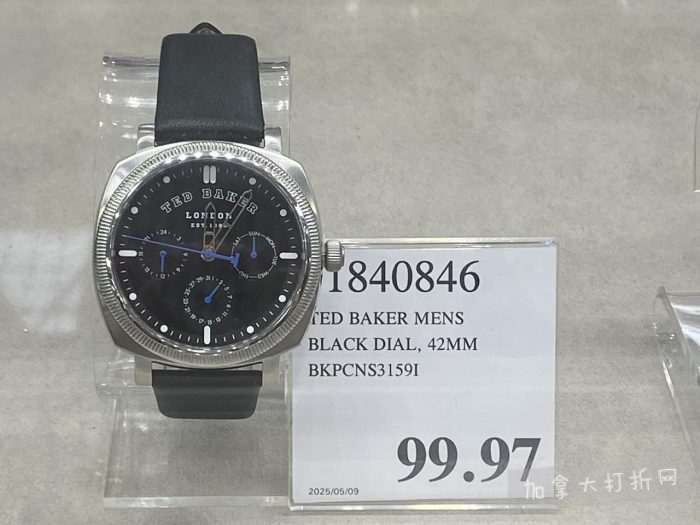 TED BAKER
LONDON
1840846
TED BAKER MENS
BLACK DIAL, 42MM
BKPCNS3159I
99.97
2025/05/09
加拿大打折网